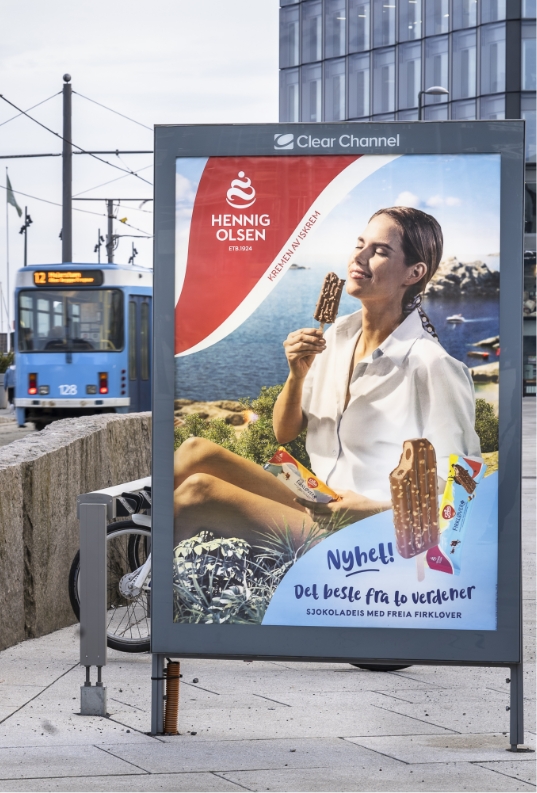 Clear Channel
HENNIG
OLSEN
ETB.1924
KREMEN AV ISKREM
12
128
Nyhet!
Det beste fra to verdener
SJOKOLADEIS MED FREIA FIRKLØVER